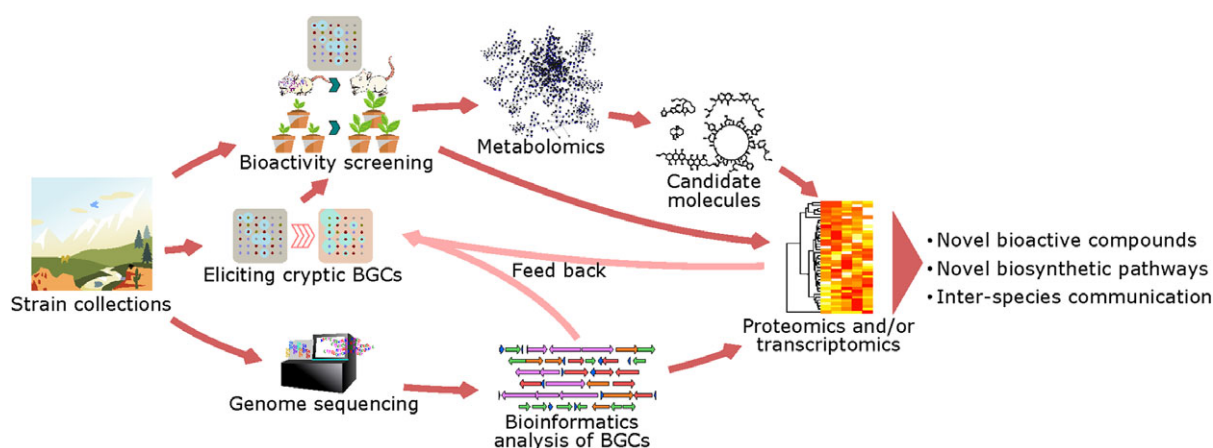 Bioactivity screening
Metabolomics
Candidate
molecules
Strain collections
Eliciting cryptic BGCs
Feed back
Proteomics and/or
transcriptomics
• Novel bioactive compounds
• Novel biosynthetic pathways
• Inter-species communication
Genome sequencing
Bioinformatics
analysis of BGCs